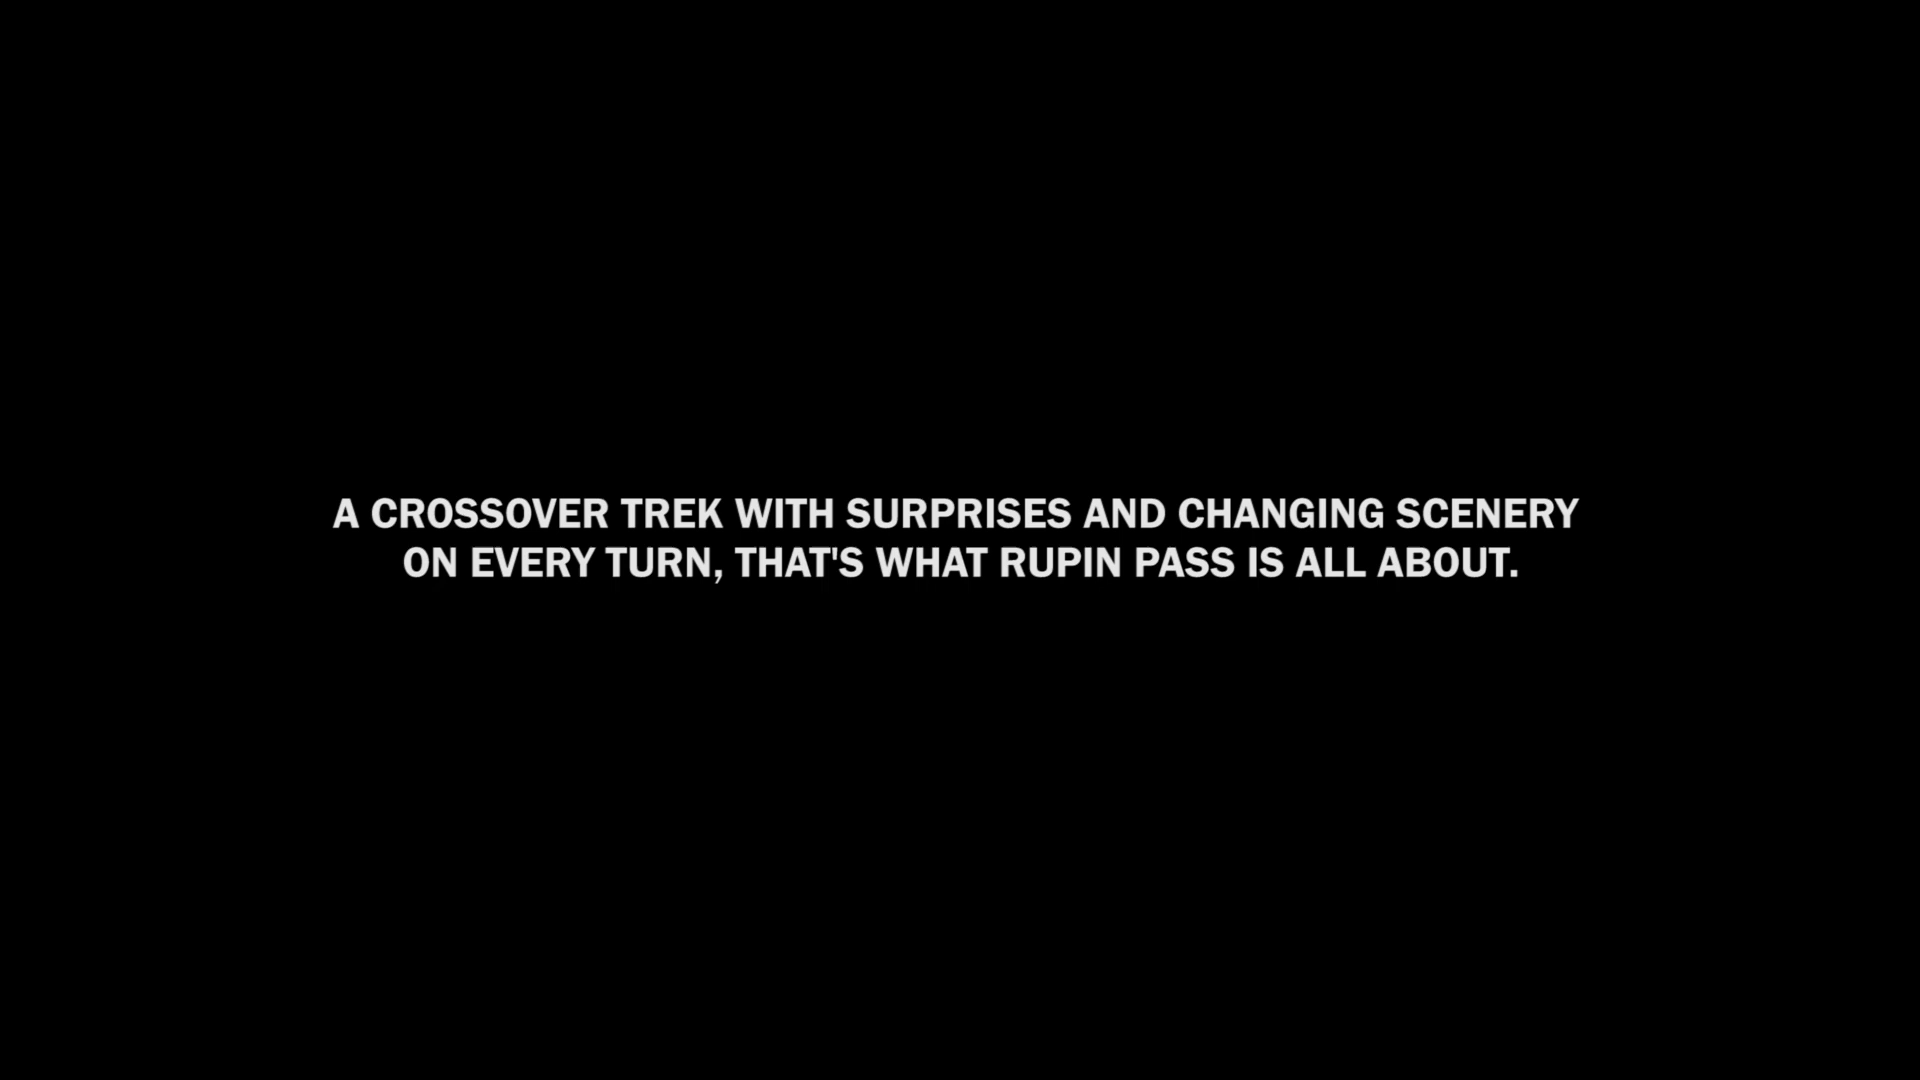 A CROSSOVER TREK WITH SURPRISES AND CHANGING SCENERY
ON EVERY TURN, THAT'S WHAT RUPIN PASS IS ALL ABOUT.